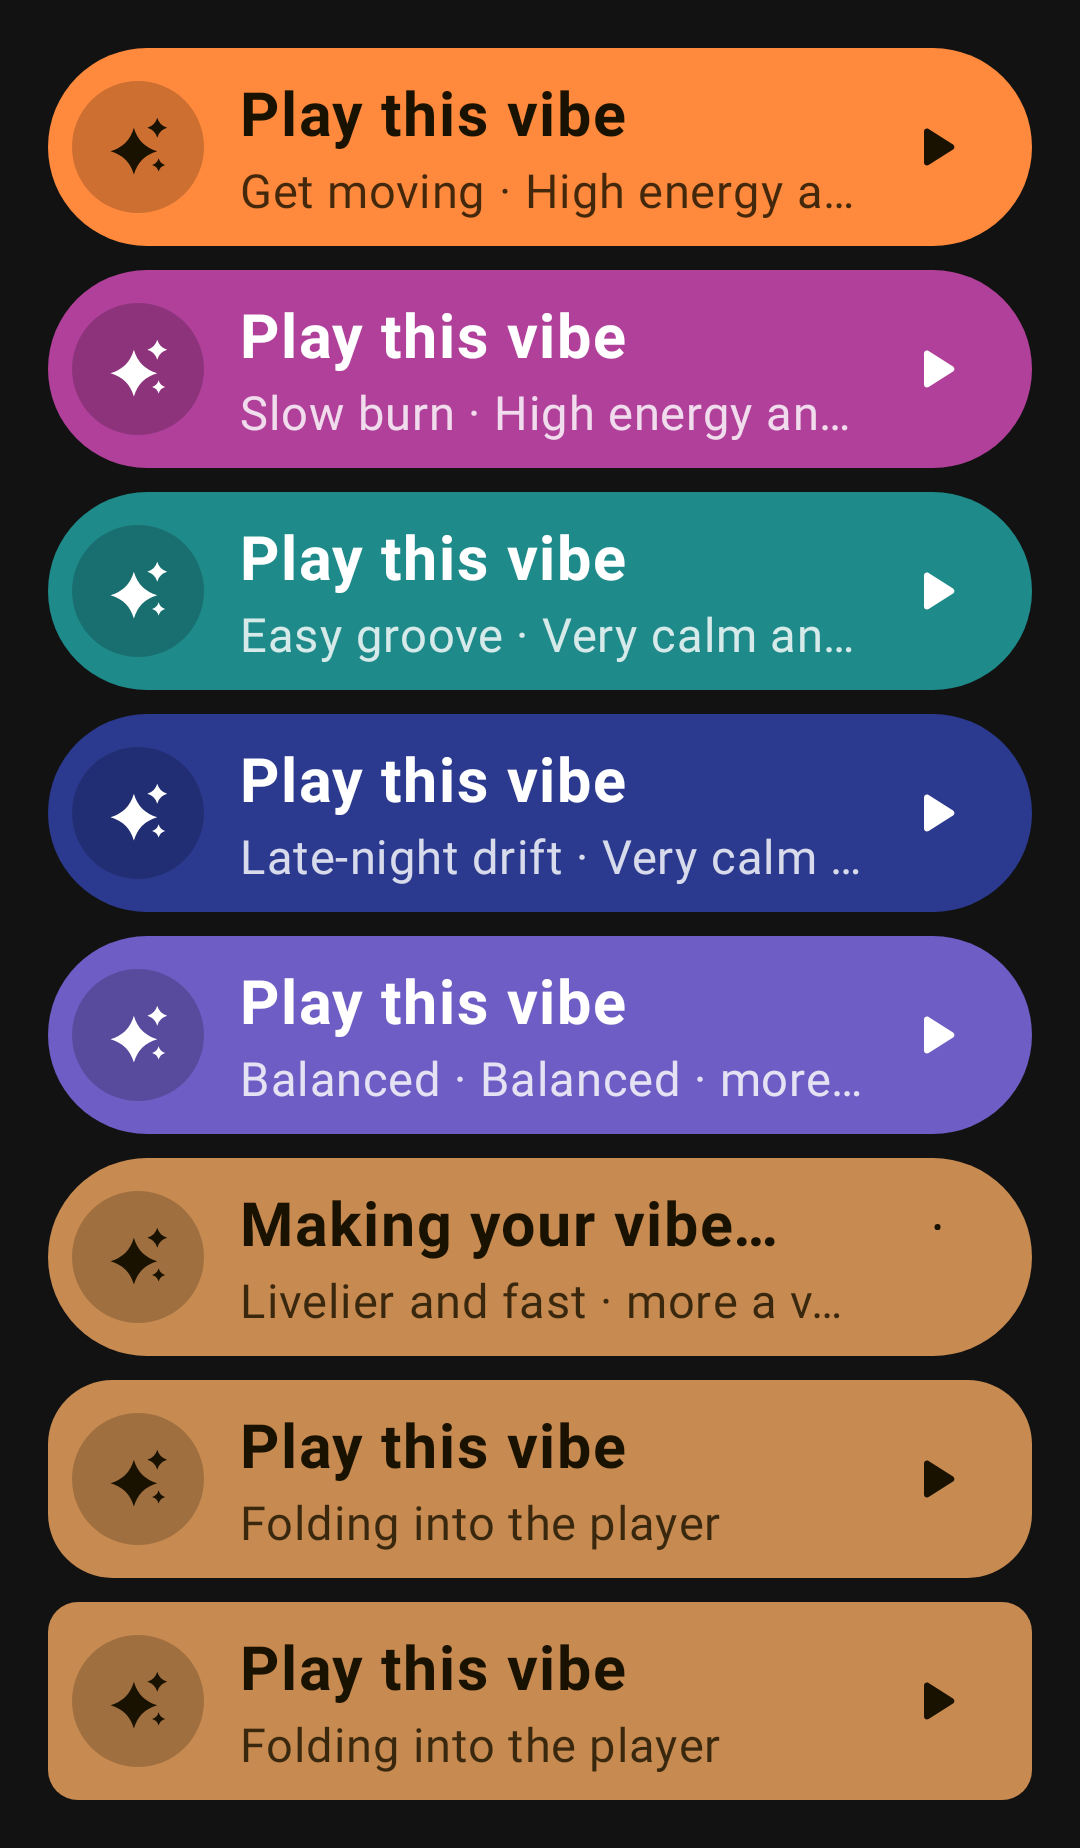 Play this vibe
Get moving · High energy a…
Play this vibe
Slow burn · High energy an…
Play this vibe
Easy groove · Very calm an…
Play this vibe
Late-night drift · Very calm …
Play this vibe
Balanced · Balanced · more…
Making your vibe…
Livelier and fast · more a v…
Play this vibe
Folding into the player
Play this vibe
Folding into the player